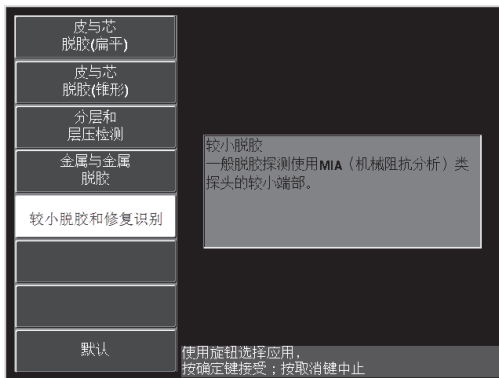 皮与芯
脱胶(扁平)
皮与芯
脱胶(锥形)
分层和
层压检测
金属与金属
脱胶
较小脱胶和修复识别
默认
较小脱胶
一般脱胶探测使用MIA（机械阻抗分析）类
探头的较小端部。
使用旋钮选择应用，
按确定键接受；按取消键中止